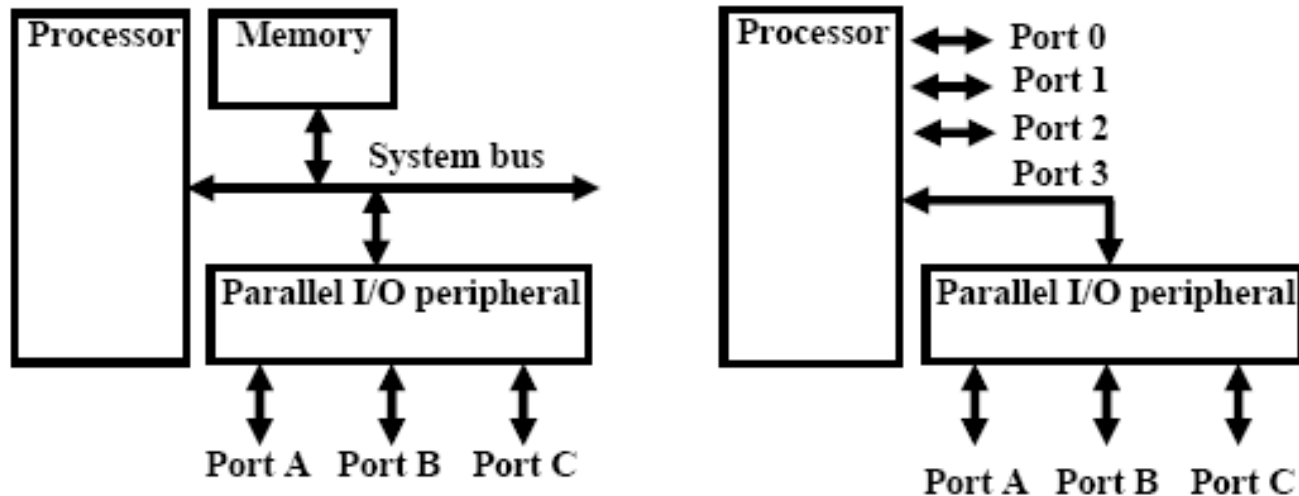 Processor
Memory
System bus
Parallel I/O peripheral
Port A Port B Port C
Processor
Port 0
Port 1
Port 2
Port 3
Parallel I/O peripheral
Port A Port B Port C